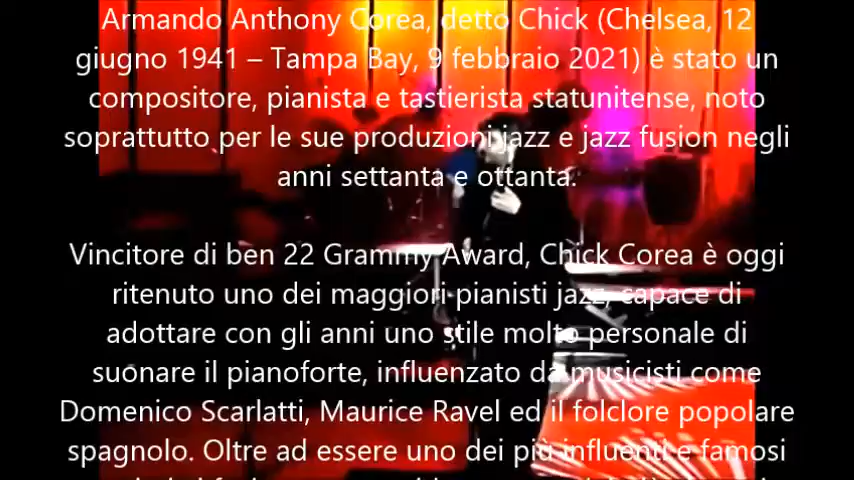 Armando Anthony Corea, detto Chick (Chelsea, 12
giugno 1941 – Tampa Bay, 9 febbraio 2021) è stato un
compositore, pianista e tastierista statunitense, noto
soprattutto per le sue produzioni jazz e jazz fusion negli
anni settanta e ottanta.
Vincitore di ben 22 Grammy Award, Chick Corea è oggi
ritenuto uno dei maggiori pianisti jazz, capace di
adottare con gli anni uno stile molto personale di
suonare il pianoforte, influenzato da musicisti come
Domenico Scarlatti, Maurice Ravel ed il folclore popolare
spagnolo. Oltre ad essere uno dei più influenti e famosi